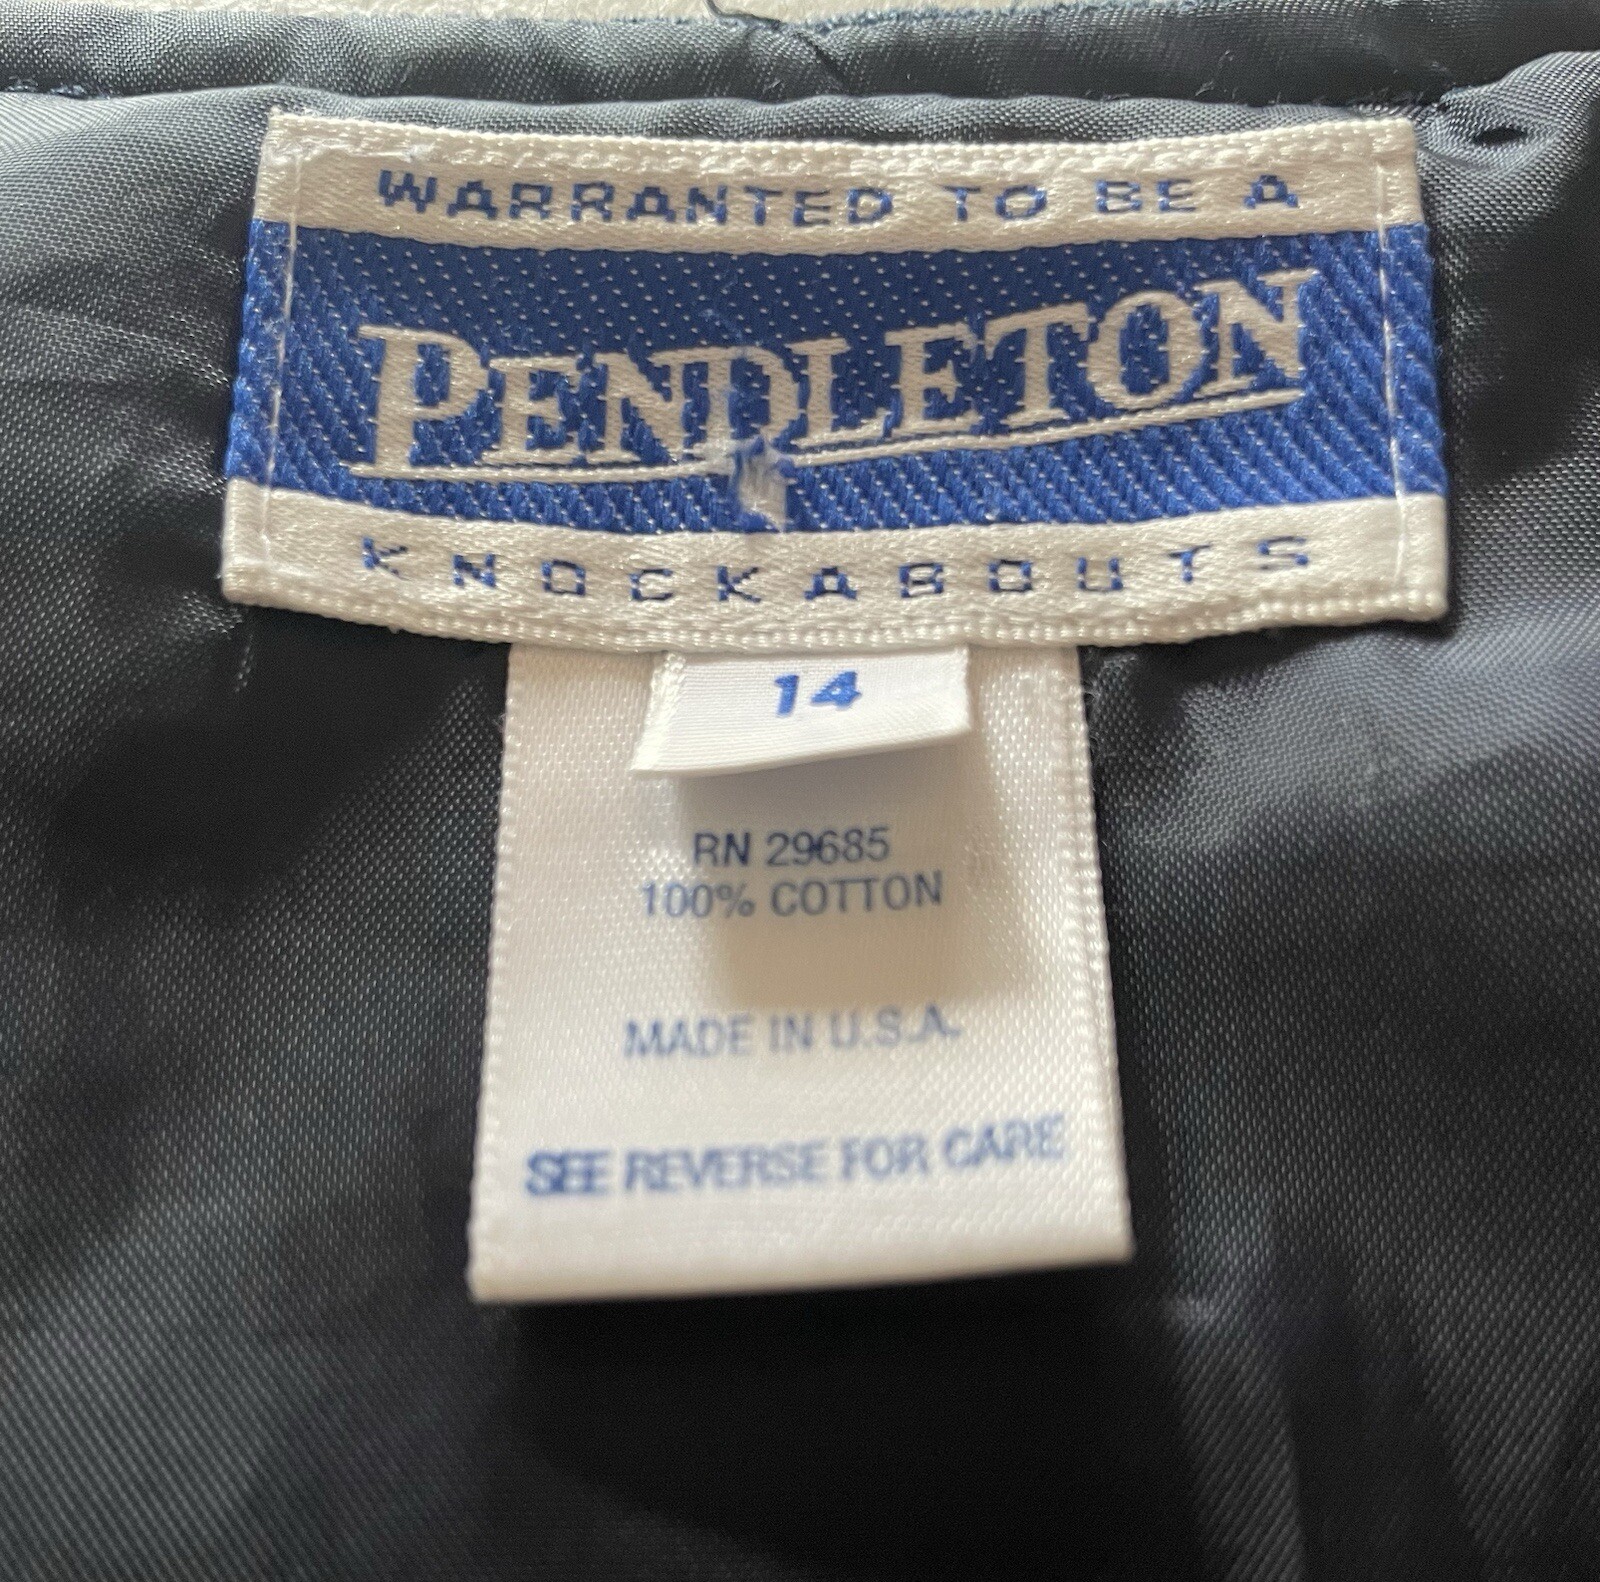 WARRANTED TO BE A
PENDLETON
KNOCKABOUTS
14
RN 29685
100% COTTON
MADE IN U.S.A.
SEE REVERSE FOR CARE